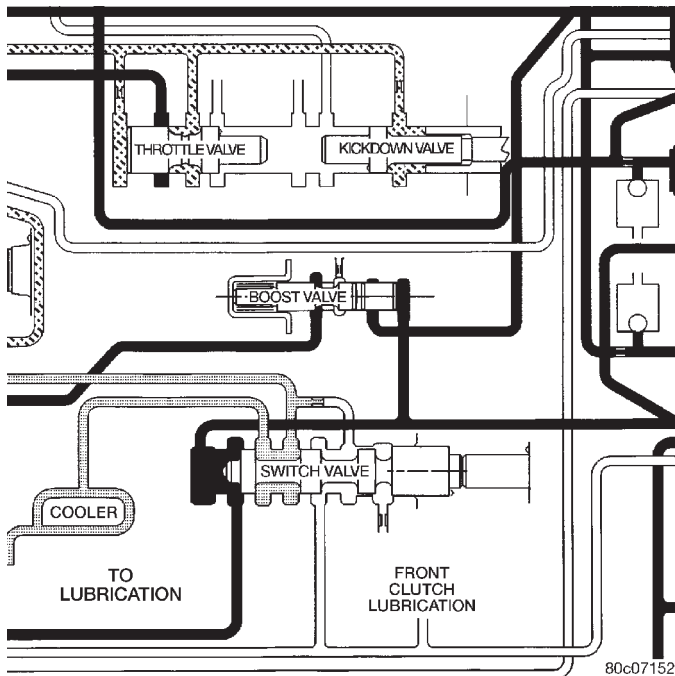 THROTTLE VALVE
KICKDOWN VALVE
BOOST VALVE
SWITCH VALVE
COOLER
TO
LUBRICATION
FRONT
CLUTCH
LUBRICATION
80c07152